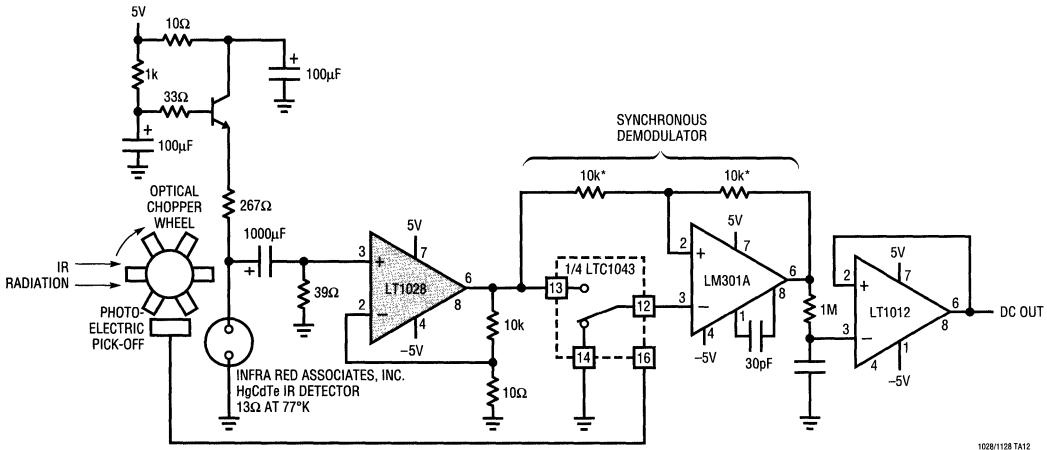 5V
10Ω
1k
+
100µF
33Ω
+
100µF
SYNCHRONOUS
DEMODULATOR
10k*
10k*
OPTICAL
CHOPPER
WHEEL
267Ω
1000µF
+
IR
RADIATION
PHOTO-
ELECTRIC
PICK-OFF
39Ω
5V
3
+
7
LT1028
6
2
–
8
4
–5V
10k
10Ω
INFRA RED ASSOCIATES, INC.
HgCdTe IR DETECTOR
13Ω AT 77°K
1/4 LTC1043
13
12
14
16
5V
2
+
7
LM301A
6
3
–
8
1
4
–5V
30pF
1M
5V
2
+
7
LT1012
6
3
–
8
4
1
–5V
DC OUT
1028/1128 TA12